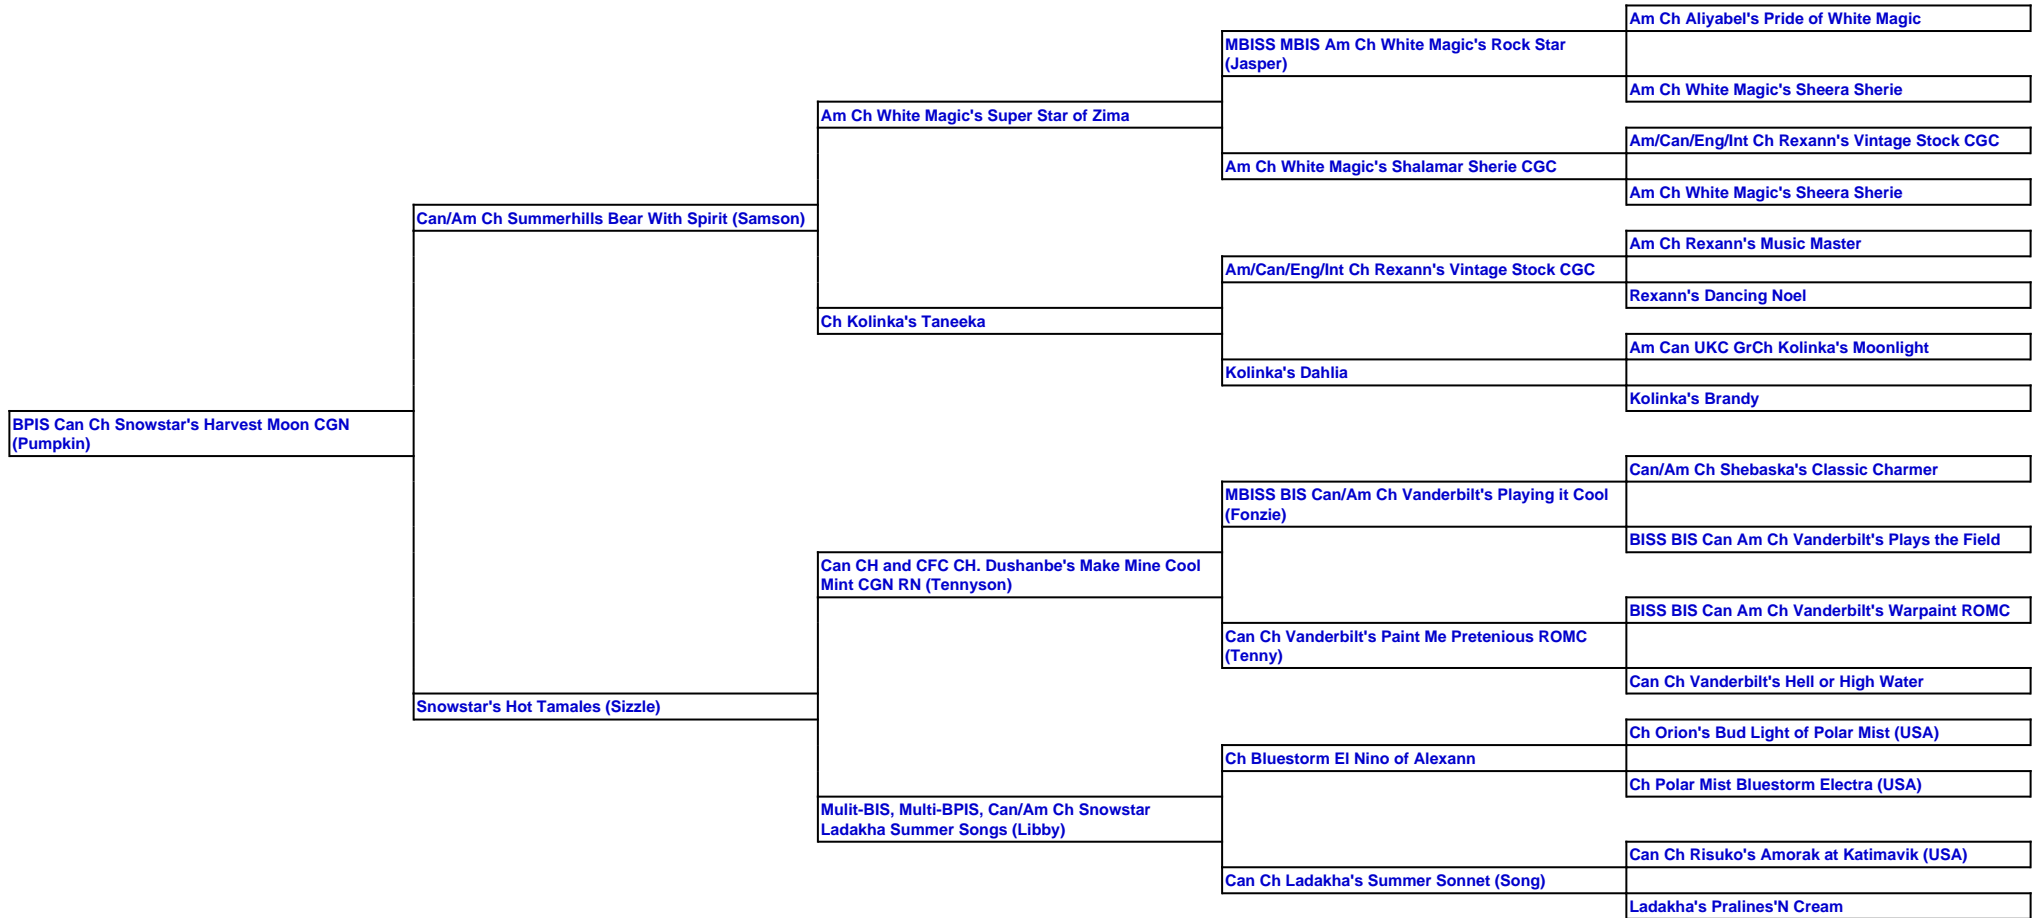 Am Ch Aliyabel's Pride of White Magic
MBISS MBIS Am Ch White Magic's Rock Star
(Jasper)
Am Ch White Magic's Sheera Sherie
Am Ch White Magic's Super Star of Zima
Am/Can/Eng/Int Ch Rexann's Vintage Stock CGC
Am Ch White Magic's Shalamar Sherie CGC
Am Ch White Magic's Sheera Sherie
Can/Am Ch Summerhills Bear With Spirit (Samson)
Am Ch Rexann's Music Master
Am/Can/Eng/Int Ch Rexann's Vintage Stock CGC
Rexann's Dancing Noel
Ch Kolinka's Taneeka
Am Can UKC GrCh Kolinka's Moonlight
Kolinka's Dahlia
Kolinka's Brandy
BPIS Can Ch Snowstar's Harvest Moon CGN
(Pumpkin)
Can/Am Ch Shebaska's Classic Charmer
MBISS BIS Can/Am Ch Vanderbilt's Playing it Cool
(Fonzie)
BISS BIS Can Am Ch Vanderbilt's Plays the Field
Can CH and CFC CH. Dushanbe's Make Mine Cool
Mint CGN RN (Tennyson)
BISS BIS Can Am Ch Vanderbilt's Warpaint ROMC
Can Ch Vanderbilt's Paint Me Pretenious ROMC
(Tenny)
Can Ch Vanderbilt's Hell or High Water
Snowstar's Hot Tamales (Sizzle)
Ch Orion's Bud Light of Polar Mist (USA)
Ch Bluestorm El Nino of Alexann
Ch Polar Mist Bluestorm Electra (USA)
Mulit-BIS, Multi-BPIS, Can/Am Ch Snowstar
Ladakha Summer Songs (Libby)
Can Ch Risuko's Amorak at Katimavik (USA)
Can Ch Ladakha's Summer Sonnet (Song)
Ladakha's Pralines'N Cream